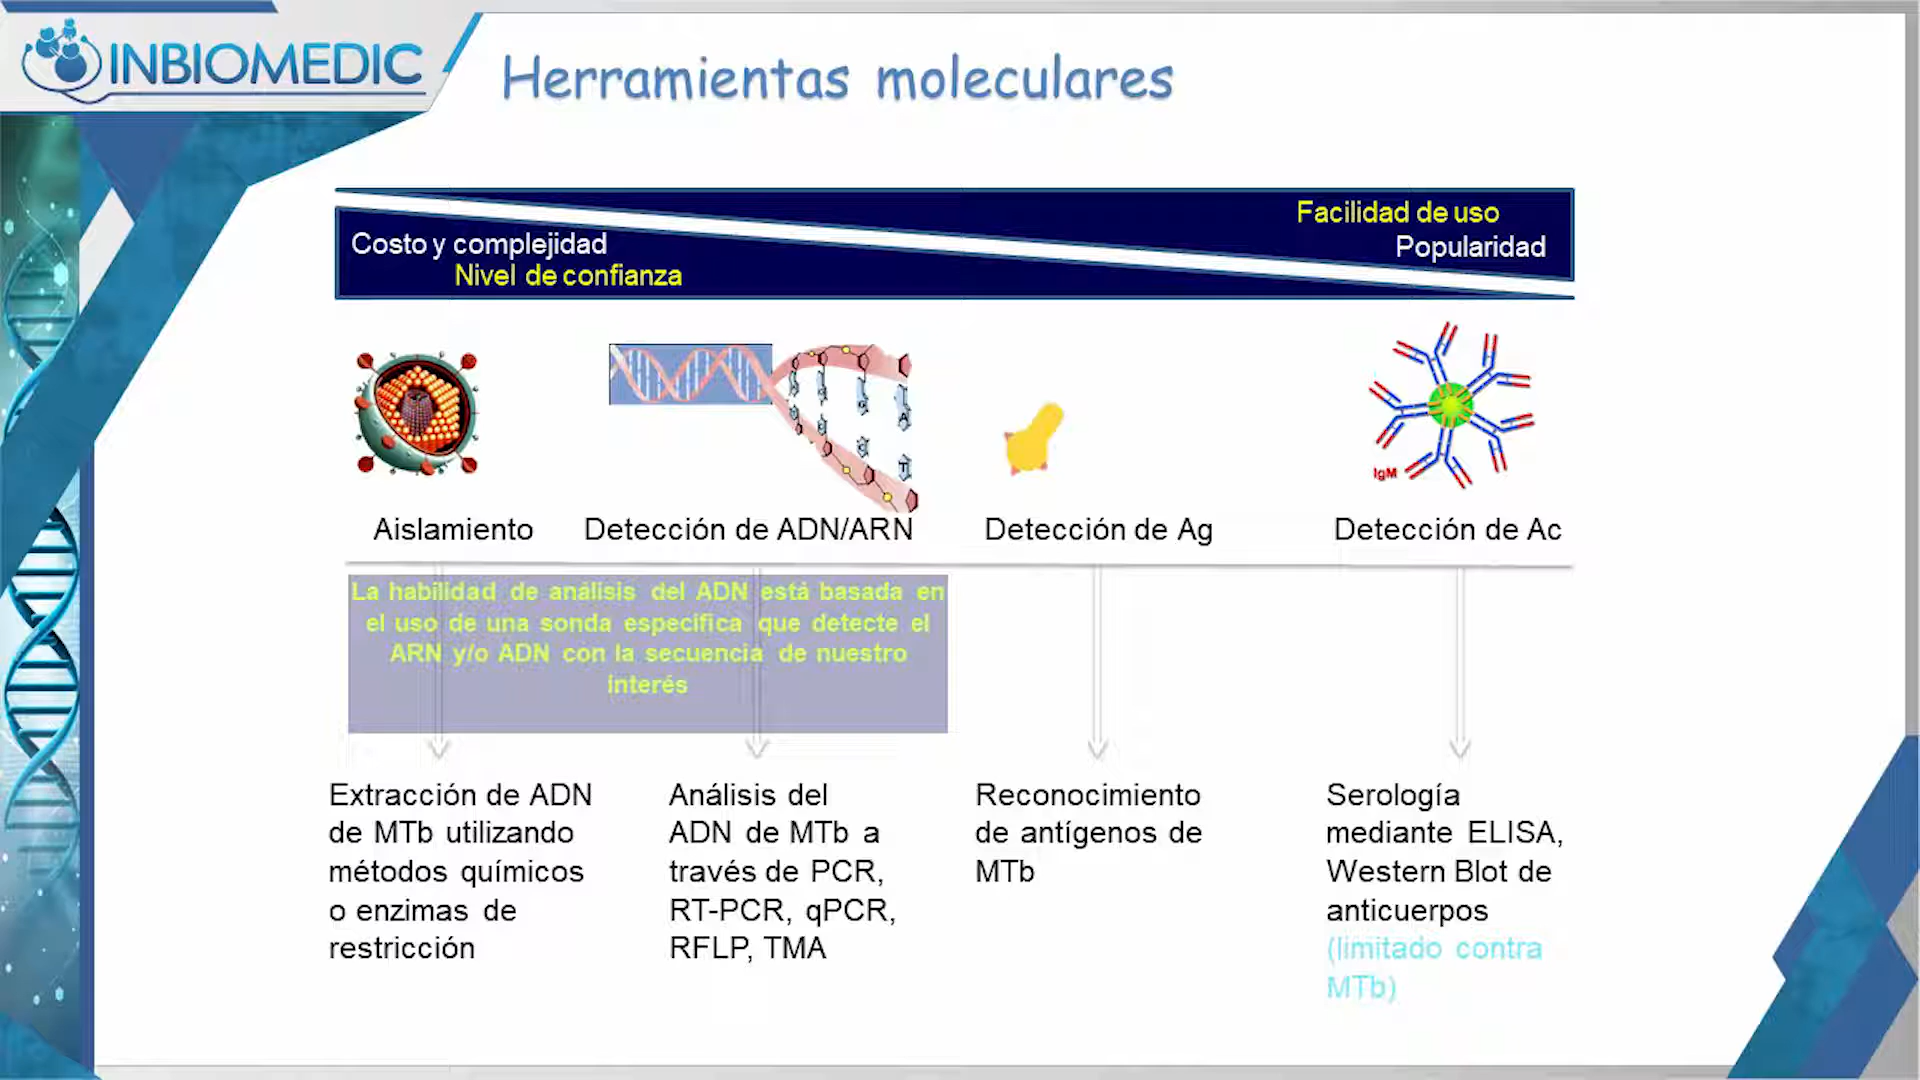 INBIOMEDIC
Herramientas moleculares
Facilidad de uso
Popularidad
Costo y complejidad
Nivel de confianza
IgM
Aislamiento
Detección de ADN/ARN
Detección de Ag
Detección de Ac
La habilidad de análisis del ADN está basada en
el uso de una sonda especifica que detecte el
ARN y/o ADN con la secuencia de nuestro
interés
Extracción de ADN
de MTb utilizando
métodos químicos
o enzimas de
restricción
Análisis del
ADN de MTb a
través de PCR,
RT-PCR, qPCR,
RFLP, TMA
Reconocimiento
de antígenos de
MTb
Serología
mediante ELISA,
Western Blot de
anticuerpos
(limitado contra
MTb)